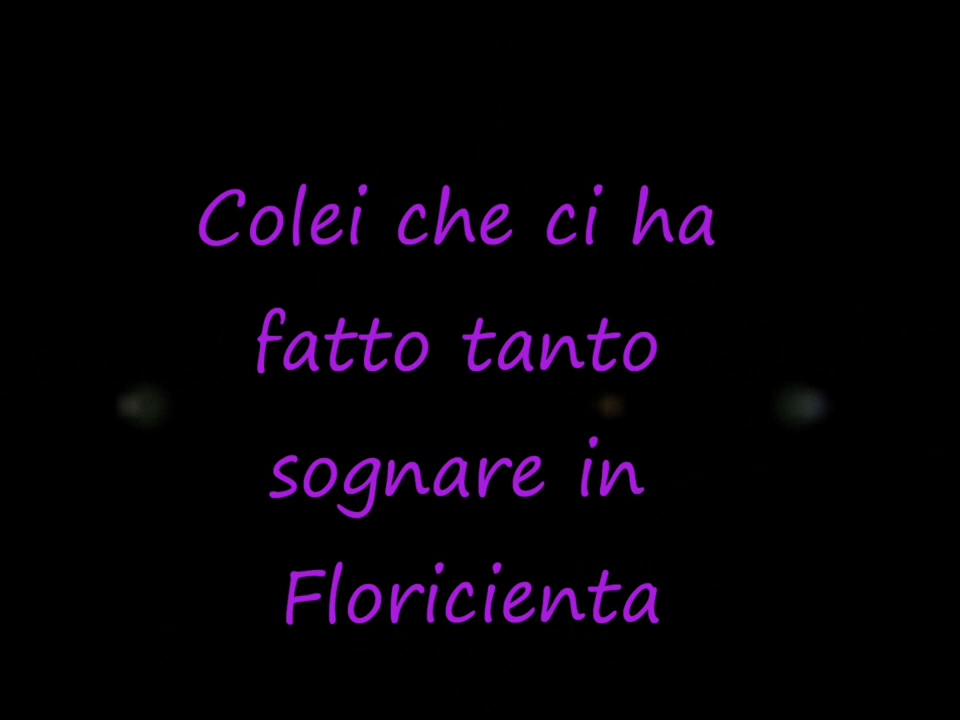 Colei che ci ha
fatto tanto
sognare in
Floricienta